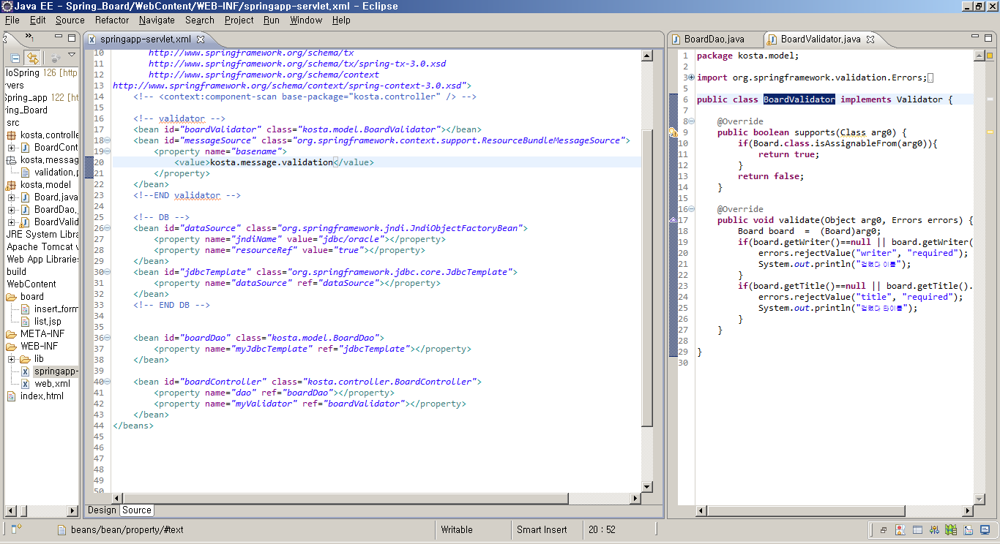 Java EE - Spring_Board/WebContent/WEB-INF/springapp-servlet.xml - Eclipse
File Edit Source Refactor Navigate Search Project Run Window Help
loSpring 126 [http
rvers
Spring_app 122 [ht
ring_Board
src
kosta.controlle
BoardCont
kosta.messag
validation.p
kosta.model
Board.java
BoardDao.
BoardValid
JRE System Libra
Apache Tomcat v
Web App Libraries
build
WebContent
board
insert_form
list.jsp
META-INF
WEB-INF
lib
springapp-
web.xml
index.html
springapp-servlet.xml
10 http://www.springframework.org/schema/tx
11 http://www.springframework.org/schema/tx/spring-tx-3.0.xsd
12 http://www.springframework.org/schema/context
13 http://www.springframework.org/schema/context/spring-context-3.0.xsd">
14 <!-- <context:component-scan base-package="kosta.controller" /> -->
15
16 <!-- validator -->
17 <bean id="boardValidator" class="kosta.model.BoardValidator"></bean>
18 <bean id="messageSource" class="org.springframework.context.support.ResourceBundleMessageSource">
19 <property name="basename">
20 <value>kosta.message.validation</value>
21 </property>
22 </bean>
23 <!--END validator -->
24
25 <!-- DB -->
26 <bean id="dataSource" class="org.springframework.jndi.JndiObjectFactoryBean">
27 <property name="jndiName" value="jdbc/oracle"></property>
28 <property name="resourceRef" value="true"></property>
29 </bean>
30 <bean id="jdbcTemplate" class="org.springframework.jdbc.core.JdbcTemplate">
31 <property name="dataSource" ref="dataSource"></property>
32 </bean>
33 <!-- END DB -->
34
35
36 <bean id="boardDao" class="kosta.model.BoardDao">
37 <property name="myJdbcTemplate" ref="jdbcTemplate"></property>
38 </bean>
39
40 <bean id="boardController" class="kosta.controller.BoardController">
41 <property name="dao" ref="boardDao"></property>
42 <property name="myValidator" ref="boardValidator"></property>
43 </bean>
44 </beans>
45
46
47
48
49
50
Design Source
BoardDao.java BoardValidator.java
1 package kosta.model;
2
3 import org.springframework.validation.Errors;
5
6 public class BoardValidator implements Validator {
7
8 @Override
9 public boolean supports(Class arg0) {
10 if(Board.class.isAssignableFrom(arg0)){
11 return true;
12 }
13 return false;
14 }
15
16 @Override
17 public void validate(Object arg0, Errors errors) {
18 Board board = (Board)arg0;
19 if(board.getWriter()==null || board.getWriter(
20 errors.rejectValue("writer", "required");
21 System.out.println("걸렸다 이름");
22 }
23 if(board.getTitle()==null || board.getTitle().
24 errors.rejectValue("title", "required");
25 System.out.println("걸렸다 타이틀");
26 }
27 }
28
29 }
30
beans/bean/property/#text Writable Smart Insert 20 : 52